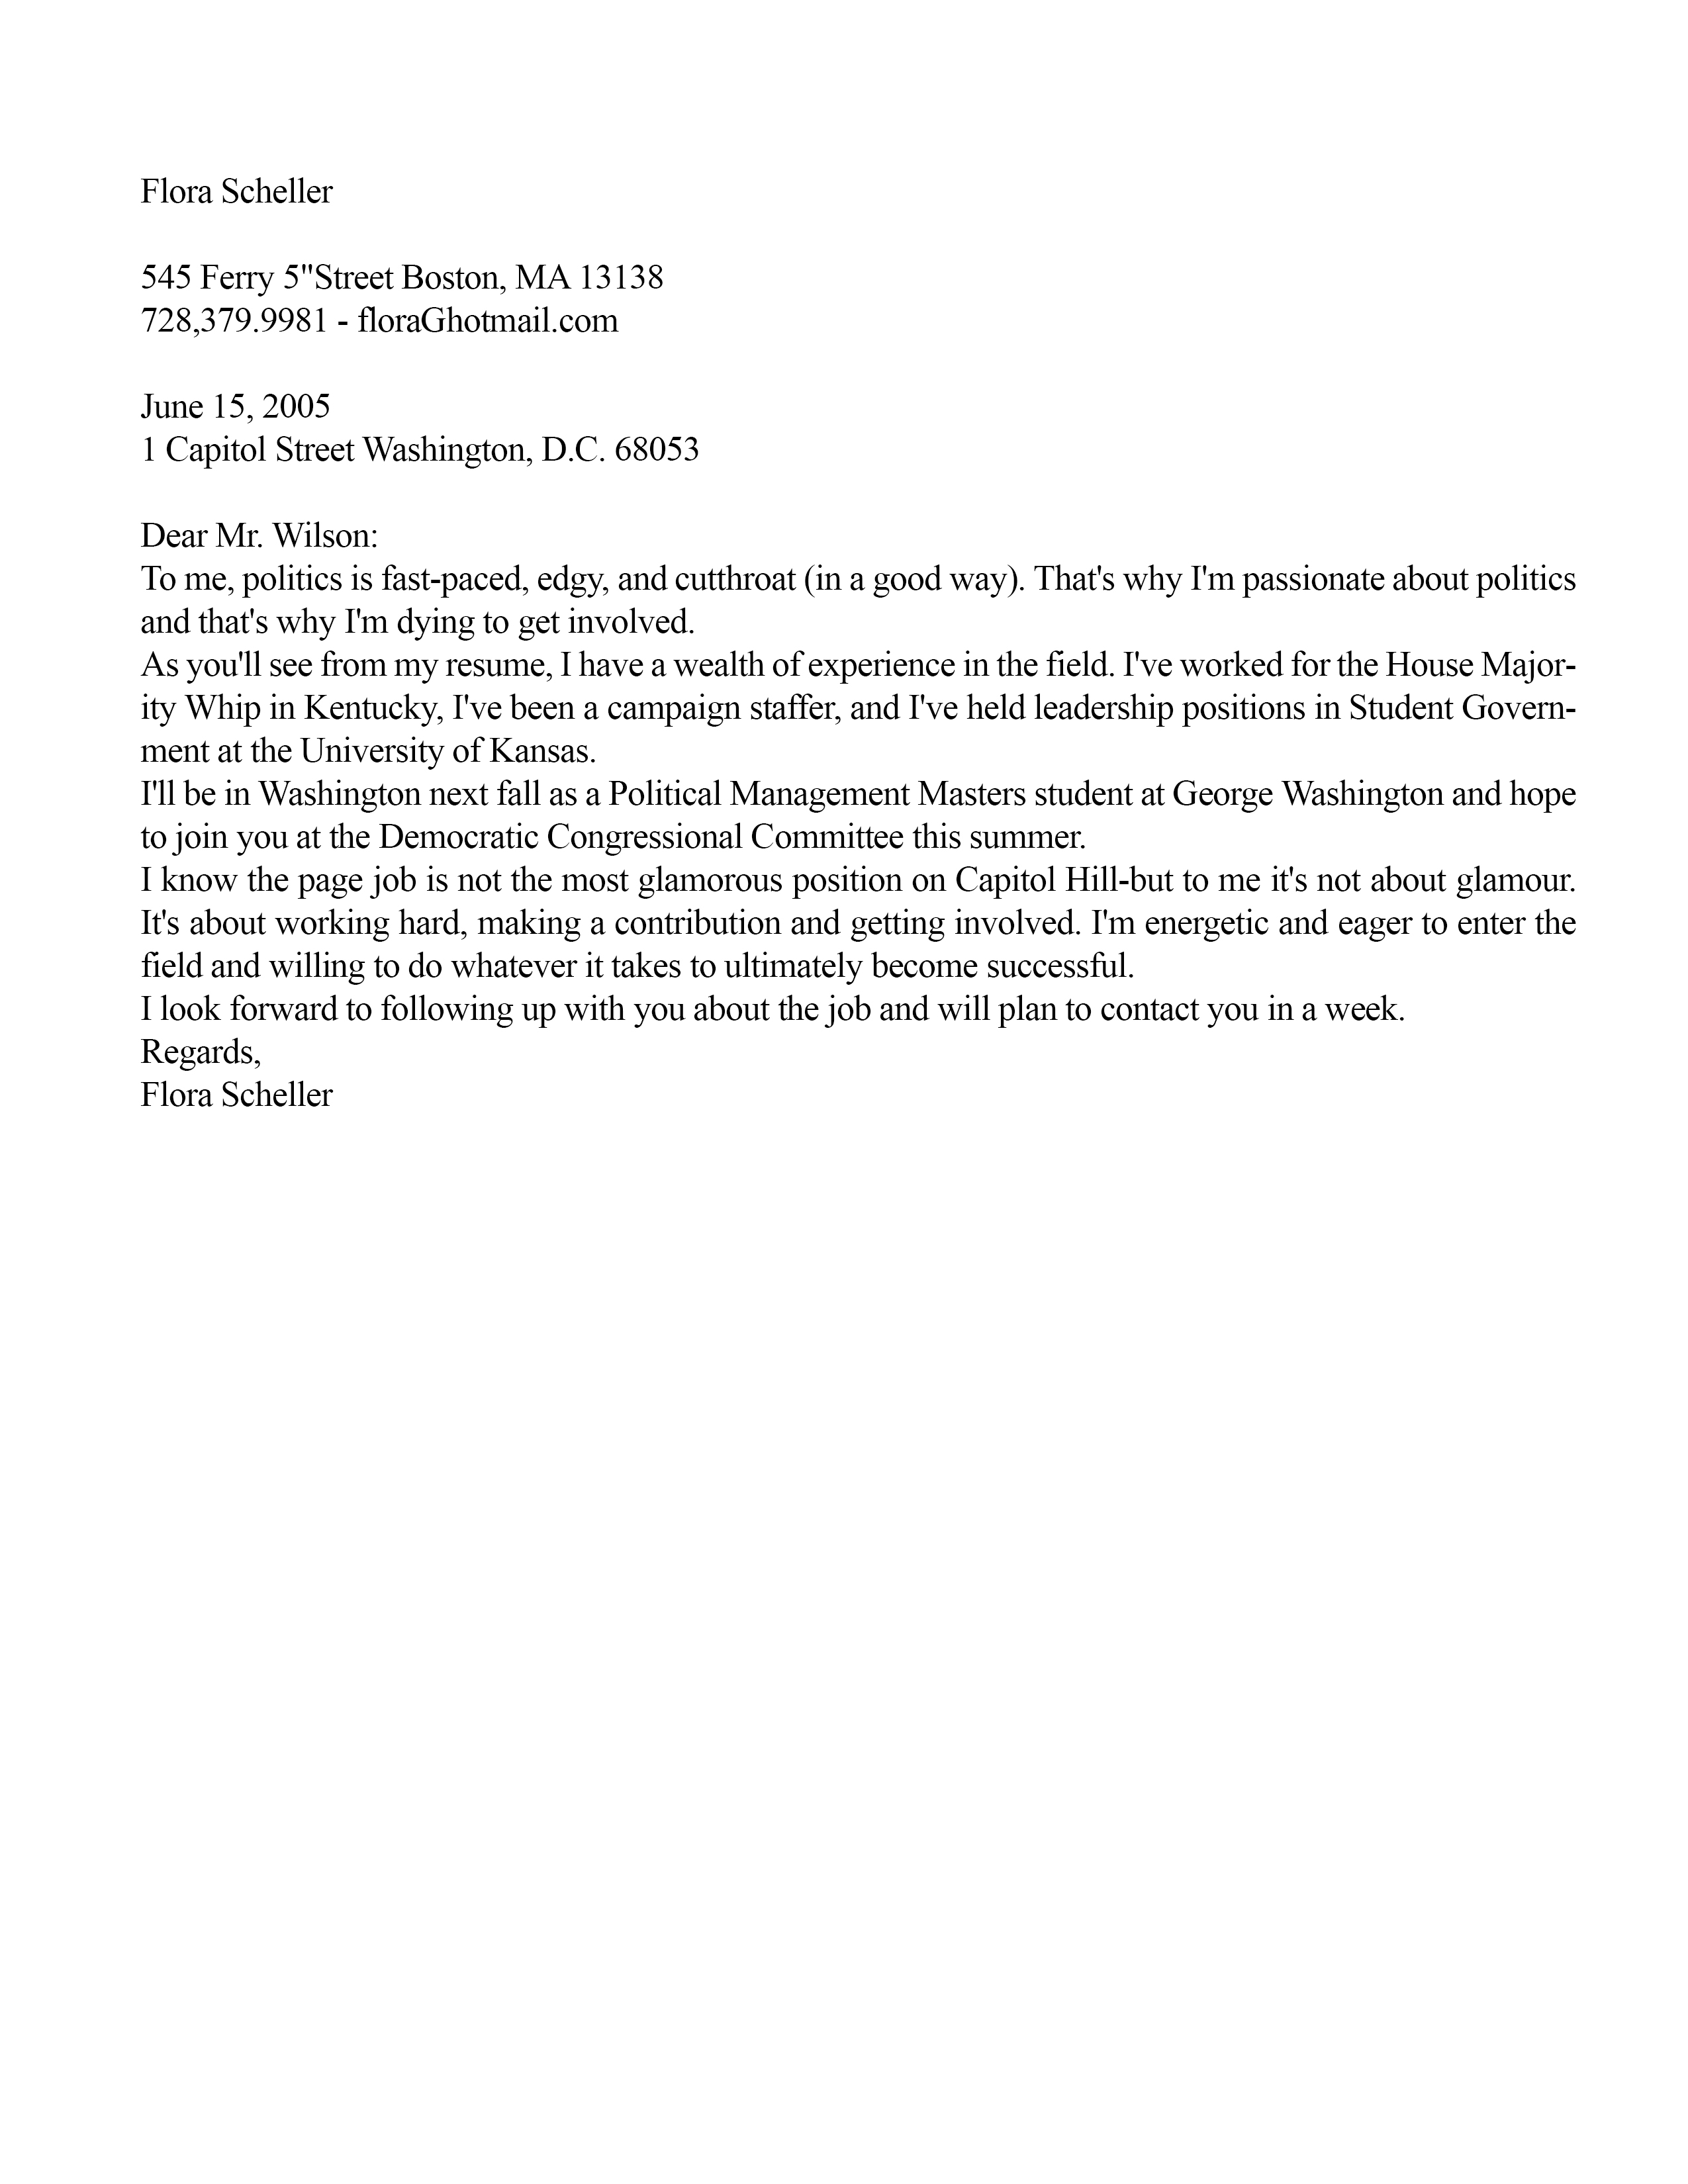 Flora Scheller
545 Ferry 5"Street Boston, MA 13138
728,379.9981 - floraGhotmail.com
June 15, 2005
1 Capitol Street Washington, D.C. 68053
Dear Mr. Wilson:
To me, politics is fast-paced, edgy, and cutthroat (in a good way). That's why I'm passionate about politics
and that's why I'm dying to get involved.
As you'll see from my resume, I have a wealth of experience in the field. I've worked for the House Major-
ity Whip in Kentucky, I've been a campaign staffer, and I've held leadership positions in Student Govern-
ment at the University of Kansas.
I'll be in Washington next fall as a Political Management Masters student at George Washington and hope
to join you at the Democratic Congressional Committee this summer.
I know the page job is not the most glamorous position on Capitol Hill-but to me it's not about glamour.
It's about working hard, making a contribution and getting involved. I'm energetic and eager to enter the
field and willing to do whatever it takes to ultimately become successful.
I look forward to following up with you about the job and will plan to contact you in a week.
Regards,
Flora Scheller